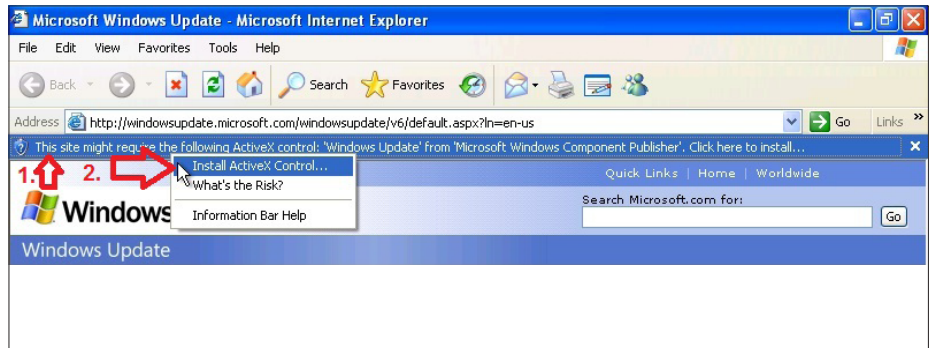 Microsoft Windows Update - Microsoft Internet Explorer
File Edit View Favorites Tools Help
Back Search Favorites
Address http://windowsupdate.microsoft.com/windowsupdate/v6/default.aspx?ln=en-us Go Links »
This site might require the following ActiveX control: 'Windows Update' from 'Microsoft Windows Component Publisher'. Click here to install...
1. 2. Install ActiveX Control...
What's the Risk?
Information Bar Help
Quick Links | Home | Worldwide
Windows
Search Microsoft.com for:
Go
Windows Update